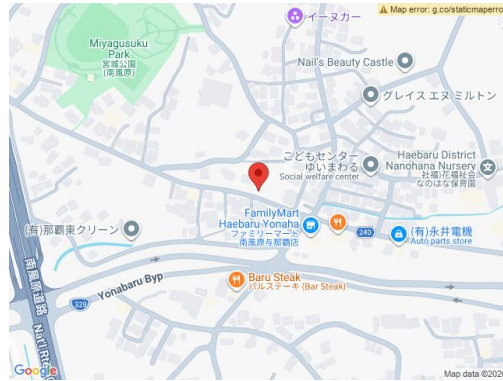 Map error: g.co/staticmaperro
イーヌカー
Miyagusuku
Park
宮城公園
(南風原)
Nail's Beauty Castle
グレイス エヌ ミルトン
こどもセンター
ゆいまわる
Social welfare center
Haebaru District
Nanohana Nursery
社福)花福祉会
なのはな保育園
FamilyMart
Haebaru Yonaha
ファミリーマート
南風原与那覇店
(有)那覇東クリーン
240
(有)永井電機
Auto parts store
Baru Steak
バルステーキ (Bar Steak)
329
Yonabaru Byp
南風原道路
Nat'l Rte
Google
Map data ©202